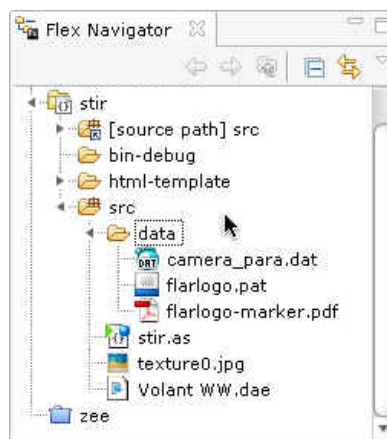 Flex Navigator
stir
[source path] src
bin-debug
html-template
src
data
camera_para.dat
flarlogo.pat
flarlogo-marker.pdf
stir.as
texture0.jpg
Volant WW.dae
zee